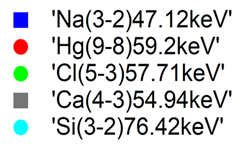 'Na(3-2)47.12keV'
'Hg(9-8)59.2keV'
'Cl(5-3)57.71keV'
'Ca(4-3)54.94keV'
'Si(3-2)76.42keV'